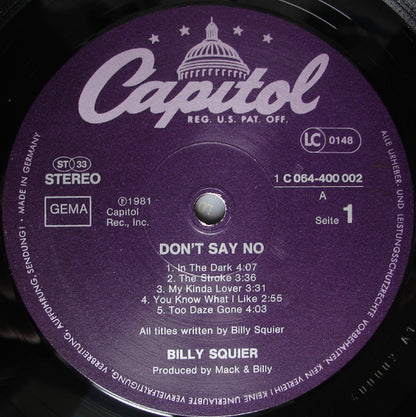 Capitol
REG. U.S. PAT. OFF.
LC 0148
ST 33
STEREO
GEMA
℗1981
Capitol
Rec., Inc.
1 C 064-400 002
A
Seite 1
DON'T SAY NO
1. In The Dark 4:07
2. The Stroke 3:36
3. My Kinda Lover 3:31
4. You Know What I Like 2:55
5. Too Daze Gone 4:03
All titles written by Billy Squier
BILLY SQUIER
Produced by Mack & Billy
ALLE URHEBER- UND LEISTUNGSSCHUTZRECHTE VORBEHALTEN. KEIN VERLEIH! KEINE UNERLAUBTE VERVIELFÄLTIGUNG, VERMIETUNG, AUFFÜHRUNG, SENDUNG! · MADE IN GERMANY